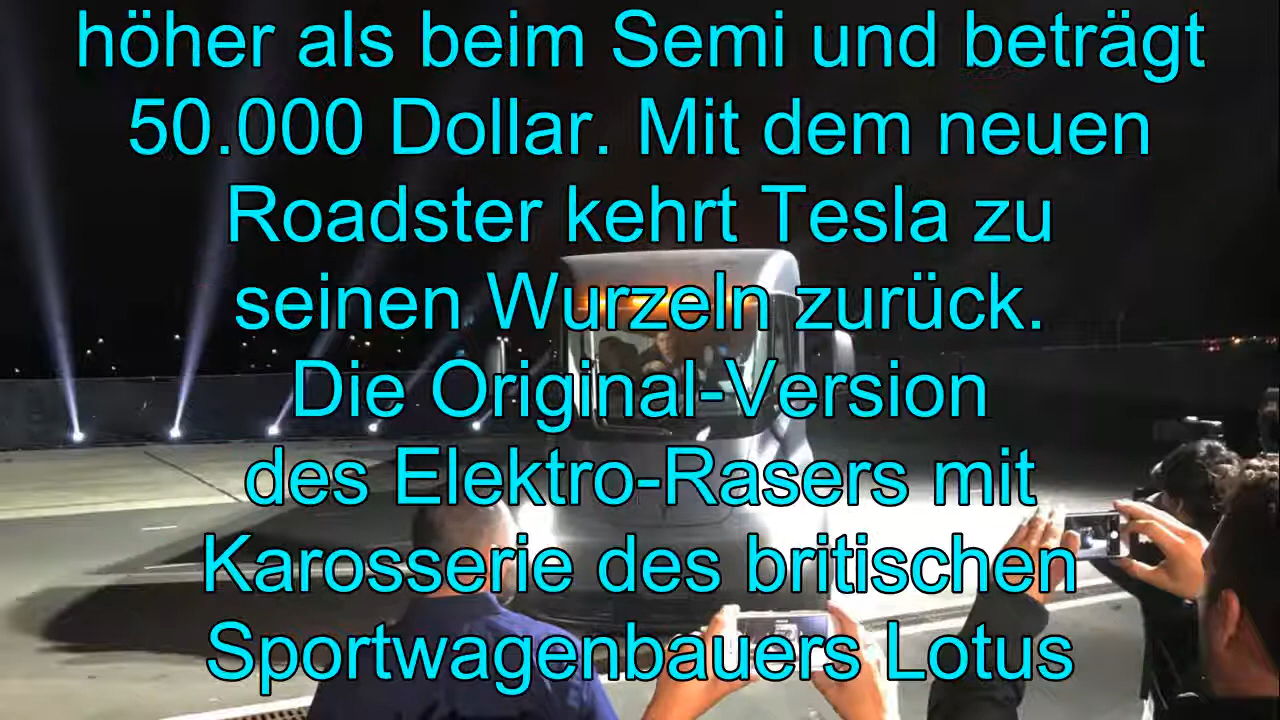 höher als beim Semi und beträgt
50.000 Dollar. Mit dem neuen
Roadster kehrt Tesla zu
seinen Wurzeln zurück.
Die Original-Version
des Elektro-Rasers mit
Karosserie des britischen
Sportwagenbauers Lotus